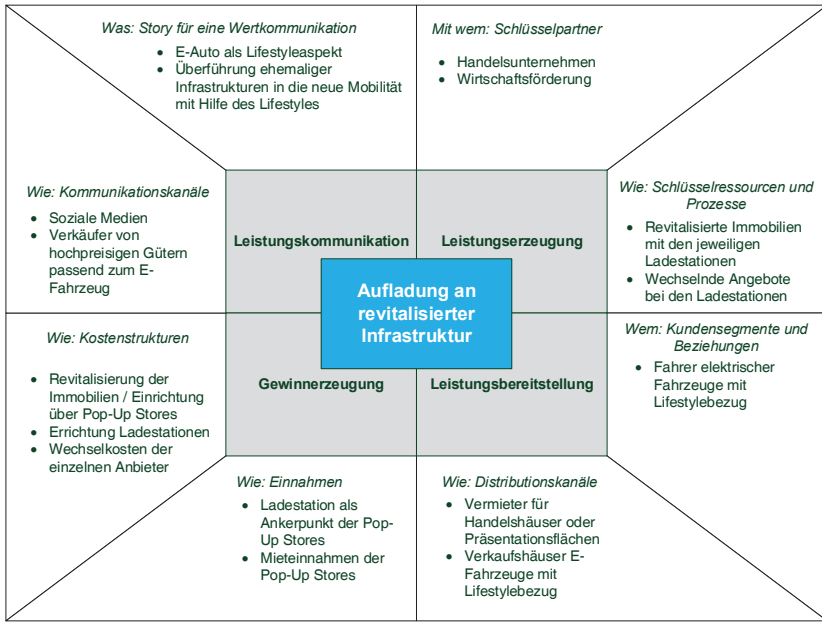 Was: Story für eine Wertkommunikation
• E-Auto als Lifestyleaspekt
• Überführung ehemaliger
Infrastrukturen in die neue Mobilität
mit Hilfe des Lifestyles
Mit wem: Schlüsselpartner
• Handelsunternehmen
• Wirtschaftsförderung
Wie: Kommunikationskanäle
• Soziale Medien
• Verkäufer von
hochpreisigen Gütern
passend zum E-
Fahrzeug
Leistungskommunikation
Leistungserzeugung
Wie: Schlüsselressourcen und
Prozesse
• Revitalisierte Immobilien
mit den jeweiligen
Ladestationen
• Wechselnde Angebote
bei den Ladestationen
Aufladung an
revitalisierter
Infrastruktur
Wie: Kostenstrukturen
• Revitalisierung der
Immobilien / Einrichtung
über Pop-Up Stores
• Errichtung Ladestationen
• Wechselkosten der
einzelnen Anbieter
Gewinnerzeugung
Leistungsbereitstellung
Wem: Kundensegmente und
Beziehungen
• Fahrer elektrischer
Fahrzeuge mit
Lifestylebezug
Wie: Einnahmen
• Ladestation als
Ankerpunkt der Pop-
Up Stores
• Mieteinnahmen der
Pop-Up Stores
Wie: Distributionskanäle
• Vermieter für
Handelshäuser oder
Präsentationsflächen
• Verkaufshäuser E-
Fahrzeuge mit
Lifestylebezug